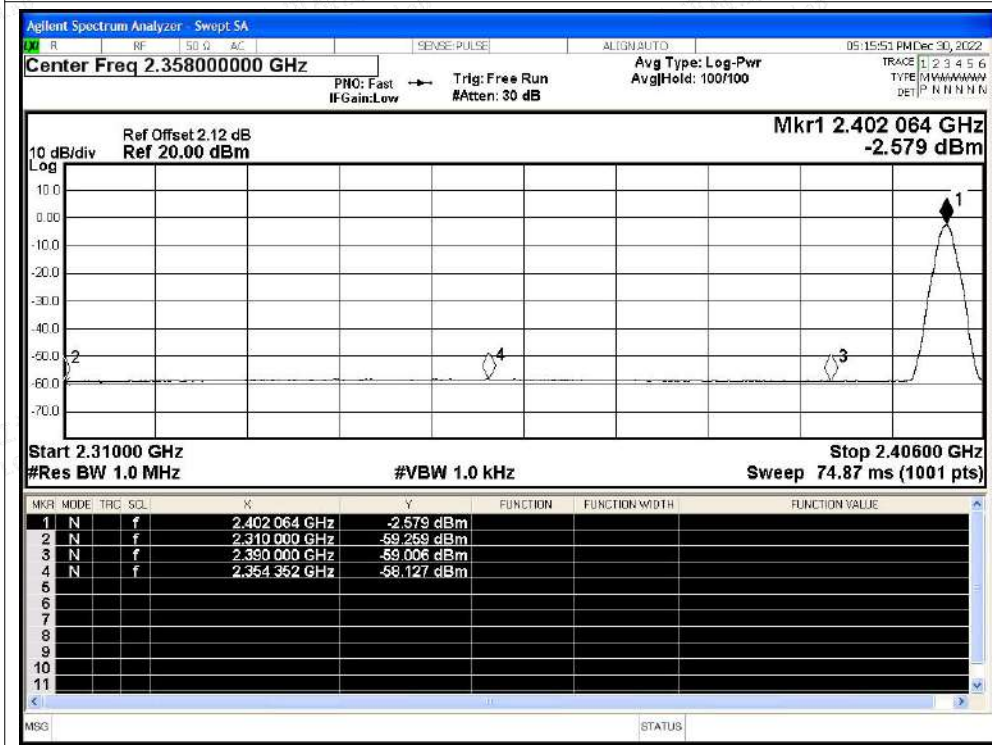 Agilent Spectrum Analyzer - Swept SA
LXI R RF 50 Ω AC SENSE:PULSE ALIGN AUTO 05:15:51 PM Dec 30, 2022
Center Freq 2.358000000 GHz
PNO: Fast
IFGain:Low
Trig: Free Run
#Atten: 30 dB
Avg Type: Log-Pwr
Avg|Hold: 100/100
TRACE 1 2 3 4 5 6
TYPE M WWWWW
DET P N N N N N
Mkr1 2.402 064 GHz
-2.579 dBm
Ref Offset 2.12 dB
10 dB/div Ref 20.00 dBm
Log
10.0
0.00
-10.0
-20.0
-30.0
-40.0
-50.0
-60.0
-70.0
1
2
4
3
Start 2.31000 GHz Stop 2.40600 GHz
#Res BW 1.0 MHz #VBW 1.0 kHz Sweep 74.87 ms (1001 pts)
MKR MODE TRC SCL X Y FUNCTION FUNCTION WIDTH FUNCTION VALUE
1 N f 2.402 064 GHz -2.579 dBm
2 N f 2.310 000 GHz -59.259 dBm
3 N f 2.390 000 GHz -59.006 dBm
4 N f 2.354 352 GHz -58.127 dBm
5
6
7
8
9
10
11
MSG STATUS